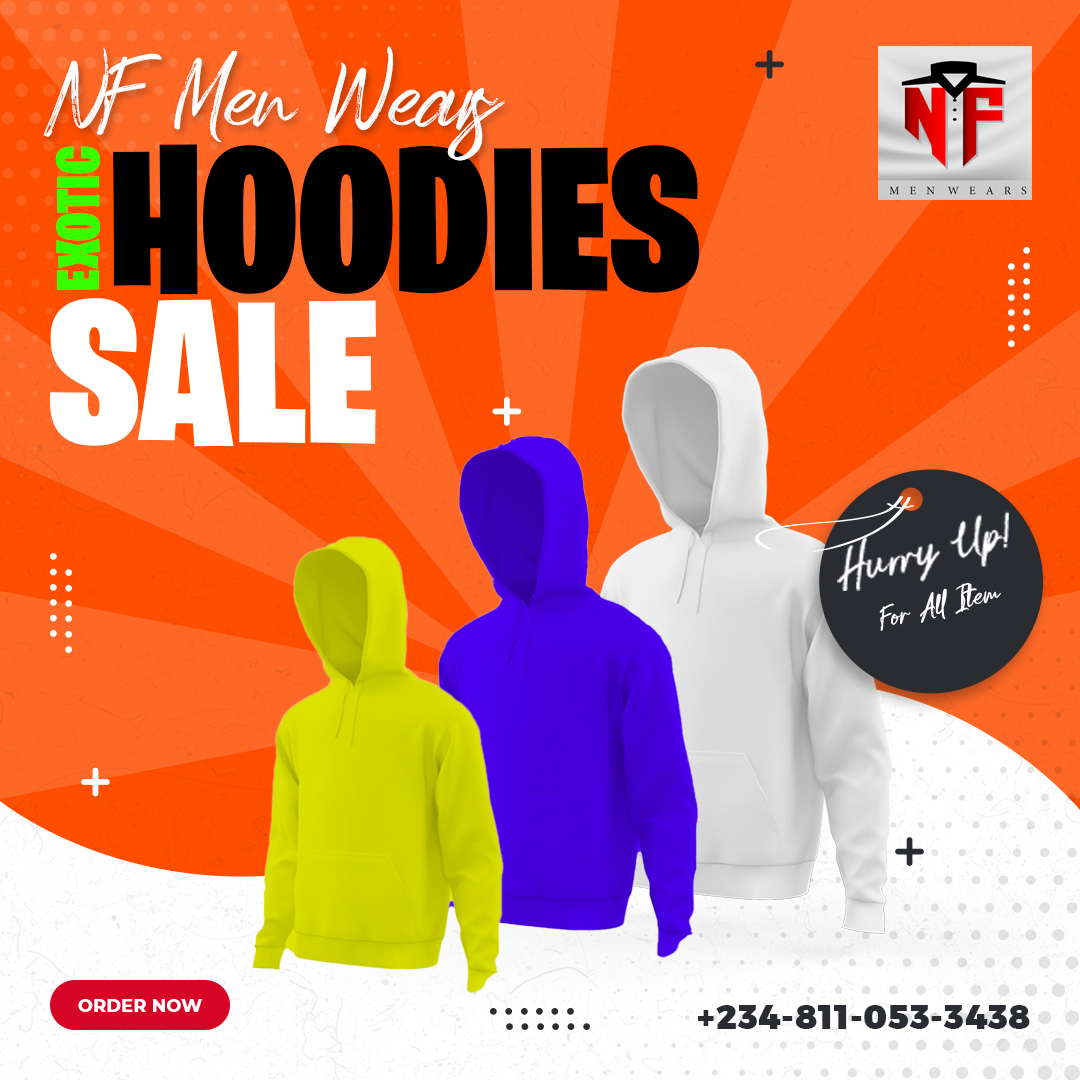 NF Men Wears
EXOTIC
HOODIES
SALE
NF
MEN WEARS
Hurry Up!
For All Item
ORDER NOW
+234-811-053-3438